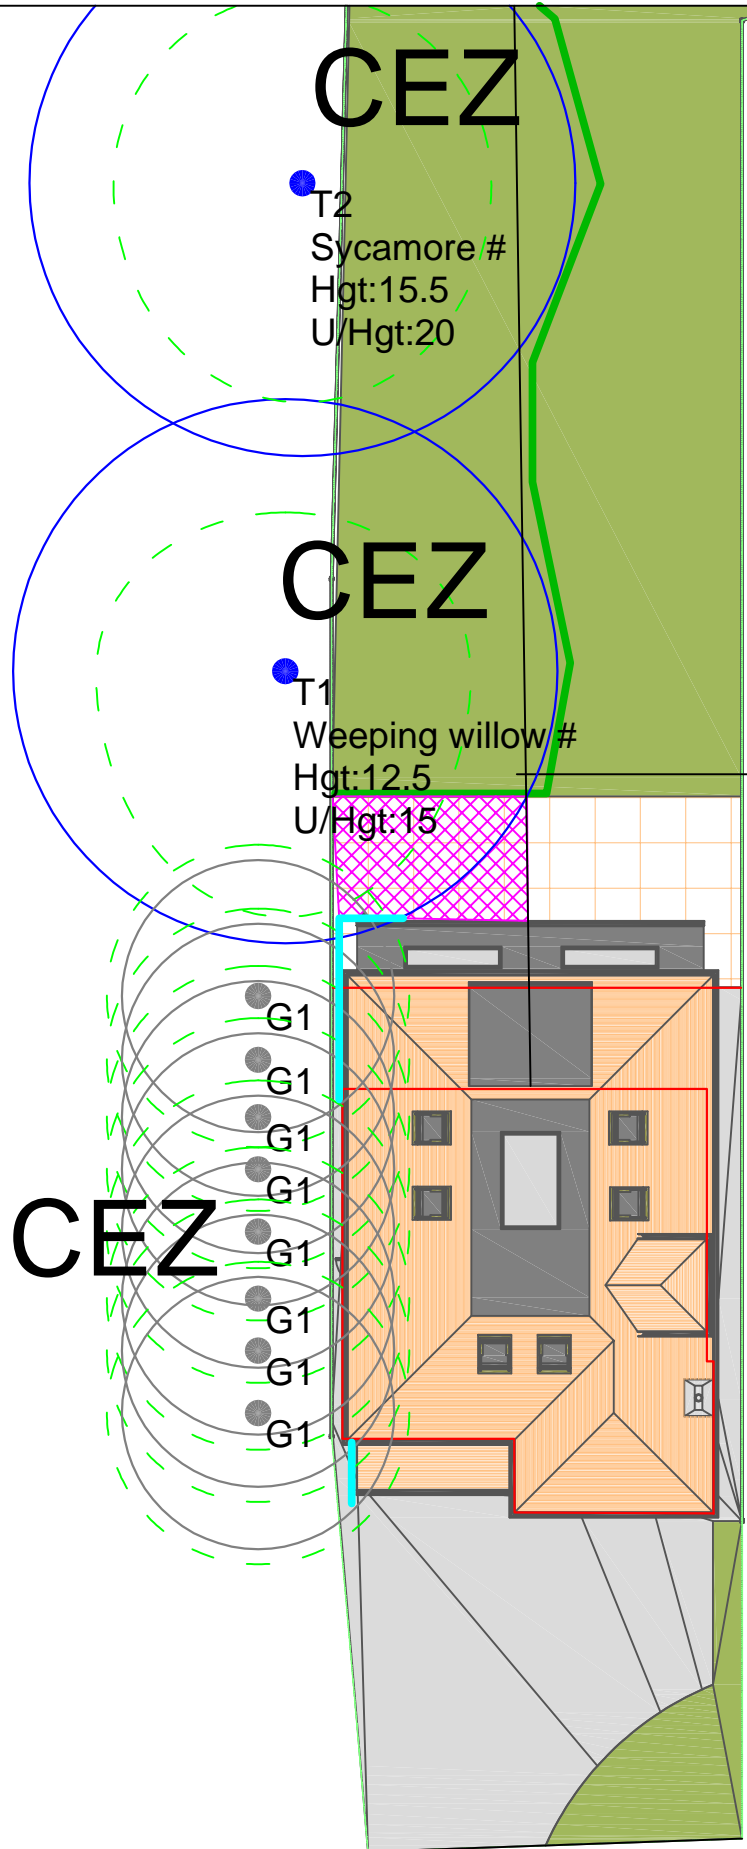 CEZ
T2
Sycamore #
Hgt:15.5
U/Hgt:20
CEZ
T1
Weeping willow #
Hgt:12.5
U/Hgt:15
G1
G1
G1
G1
CEZ
G1
G1
G1
G1